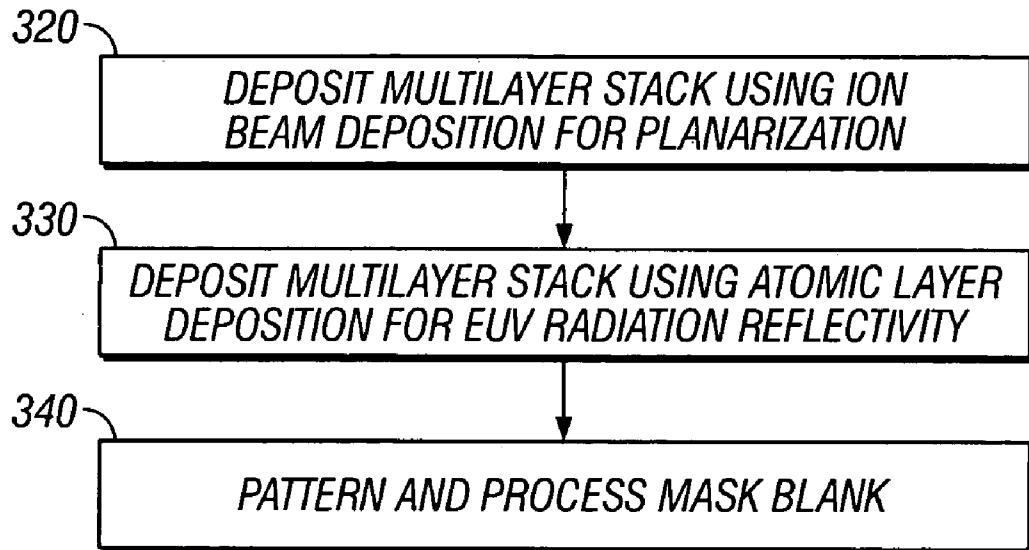 320
DEPOSIT MULTILAYER STACK USING ION
BEAM DEPOSITION FOR PLANARIZATION
330
DEPOSIT MULTILAYER STACK USING ATOMIC LAYER
DEPOSITION FOR EUV RADIATION REFLECTIVITY
340
PATTERN AND PROCESS MASK BLANK